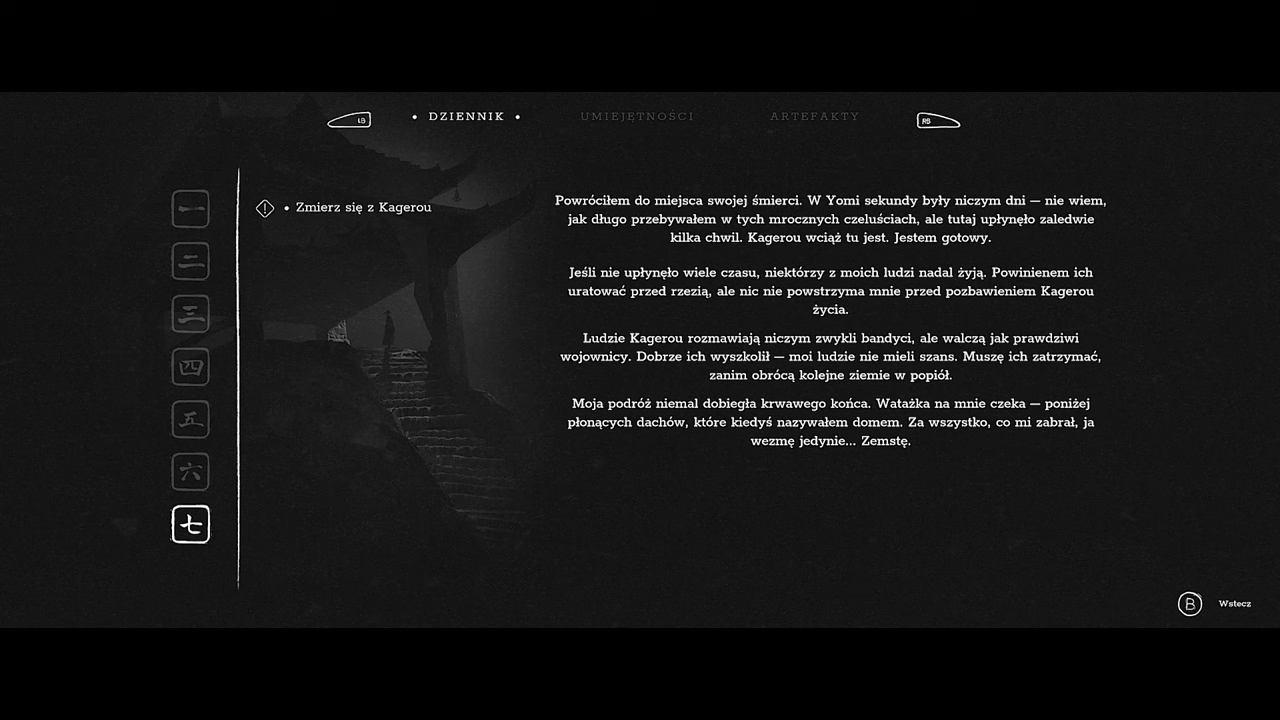 LB
• DZIENNIK •
UMIEJĘTNOŚCI
ARTEFAKTY
RB
一
二
三
四
五
六
七
• Zmierz się z Kagerou
Powróciłem do miejsca swojej śmierci. W Yomi sekundy były niczym dni — nie wiem,
jak długo przebywałem w tych mrocznych czeluściach, ale tutaj upłynęło zaledwie
kilka chwil. Kagerou wciąż tu jest. Jestem gotowy.
Jeśli nie upłynęło wiele czasu, niektórzy z moich ludzi nadal żyją. Powinienem ich
uratować przed rzezią, ale nic nie powstrzyma mnie przed pozbawieniem Kagerou
życia.
Ludzie Kagerou rozmawiają niczym zwykli bandyci, ale walczą jak prawdziwi
wojownicy. Dobrze ich wyszkolił — moi ludzie nie mieli szans. Muszę ich zatrzymać,
zanim obrócą kolejne ziemie w popiół.
Moja podróż niemal dobiegła krwawego końca. Watażka na mnie czeka — poniżej
płonących dachów, które kiedyś nazywałem domem. Za wszystko, co mi zabrał, ja
wezmę jedynie... Zemstę.
B Wstecz